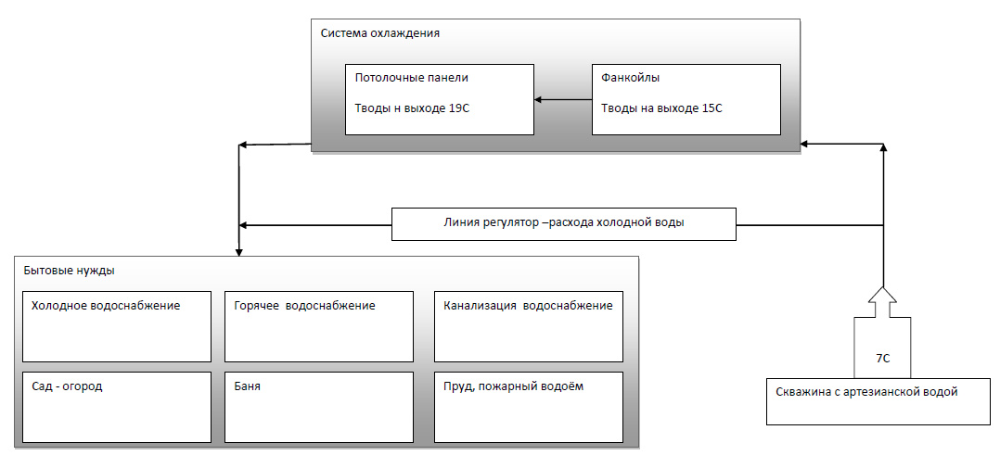 Система охлаждения
Потолочные панели
Тводы н выходе 19С
Фанкойлы
Тводы на выходе 15С
Линия регулятор –расхода холодной воды
Бытовые нужды
Холодное водоснабжение
Горячее водоснабжение
Канализация водоснабжение
Сад - огород
Баня
Пруд, пожарный водоём
7С
Скважина с артезианской водой